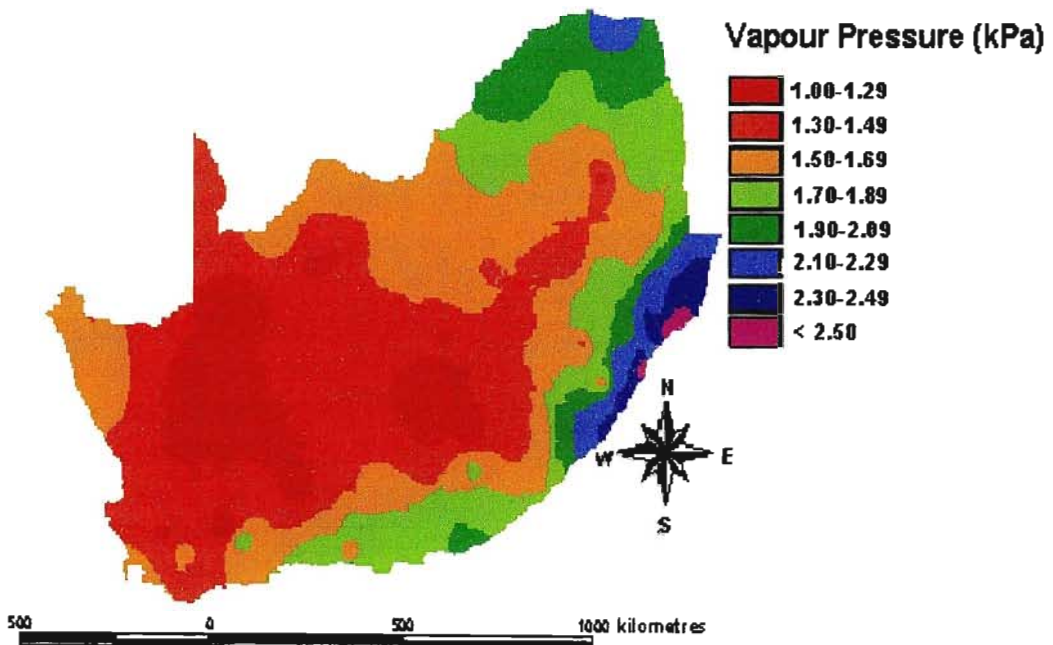 Vapour Pressure (kPa)
1.00-1.29
1.30-1.49
1.50-1.69
1.70-1.89
1.90-2.09
2.10-2.29
2.30-2.49
< 2.50
N
W E
S
500 0 500 1000 kilometres